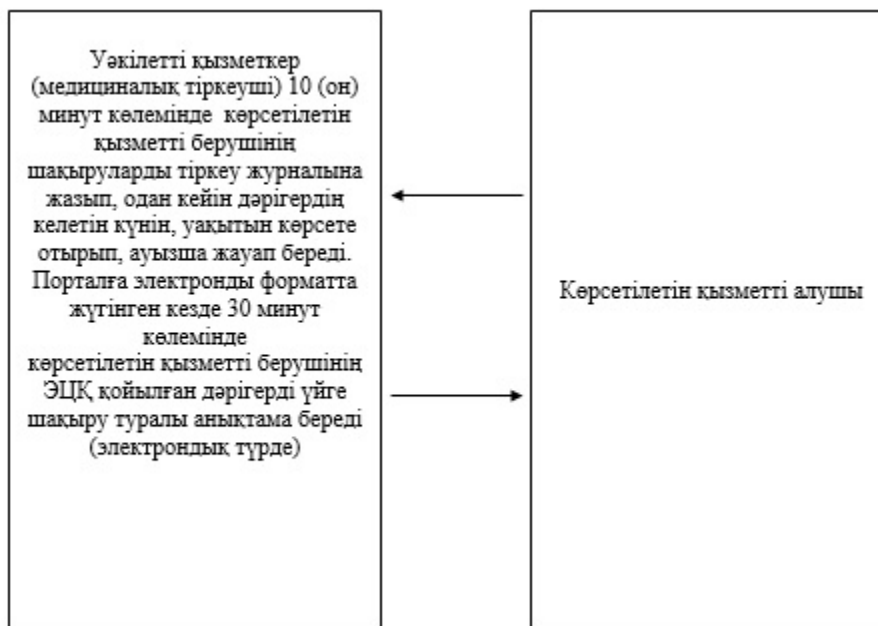 Уәкілетті қызметкер
(медициналық тіркеуші) 10 (он)
минут көлемінде көрсетілетін
қызметті берушінің
шақыруларды тіркеу журналына
жазып, одан кейін дәрігердің
келетін күнін, уақытын көрсете
отырып, ауызша жауап береді.
Порталға электронды форматта
жүгінген кезде 30 минут
көлемінде
көрсетілетін қызметті берушінің
ЭЦҚ қойылған дәрігерді үйге
шақыру туралы анықтама береді
(электрондық түрде)
Көрсетілетін қызметті алушы